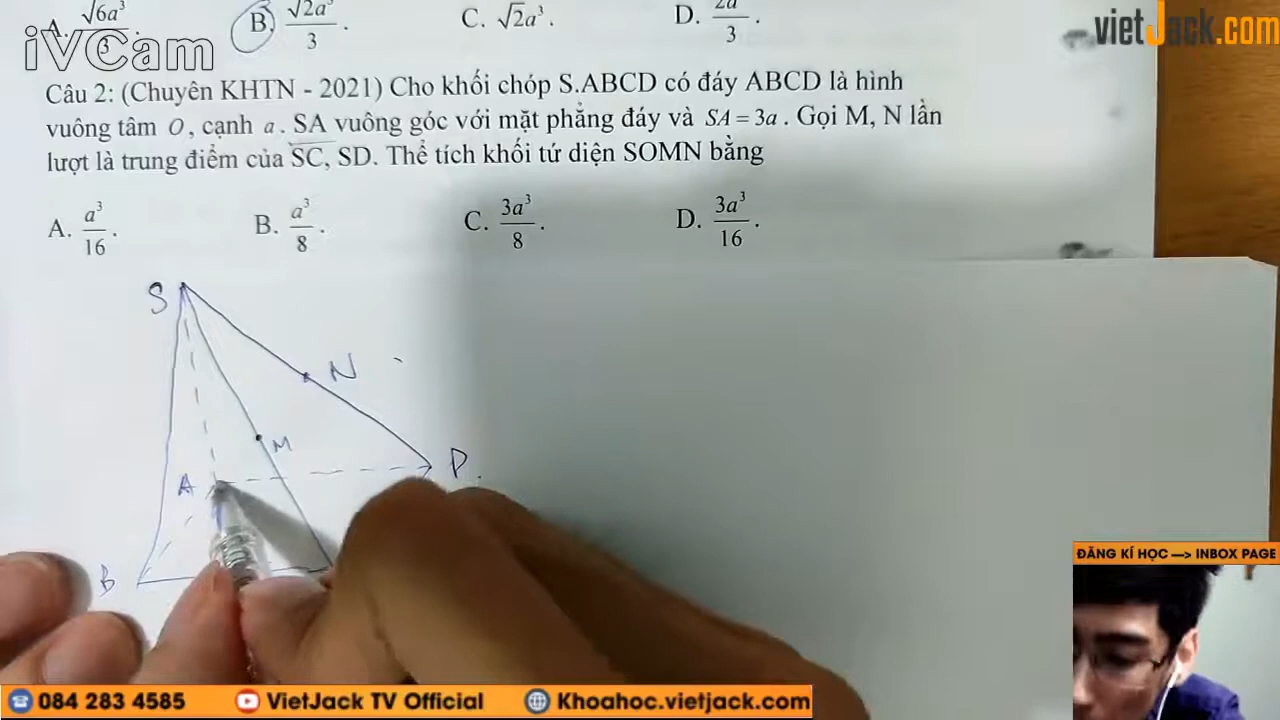 A. √6a³/3.  B. √2a³/3.  C. √2a³.  D. 2a³/3.
iVCam
vietJack.com
Câu 2: (Chuyên KHTN - 2021) Cho khối chóp S.ABCD có đáy ABCD là hình
vuông tâm O, cạnh a. SA vuông góc với mặt phẳng đáy và SA = 3a. Gọi M, N lần
lượt là trung điểm của SC, SD. Thể tích khối tứ diện SOMN bằng
A. a³/16.  B. a³/8.  C. 3a³/8.  D. 3a³/16.
S
N
M
A
D
B
ĐĂNG KÍ HỌC —> INBOX PAGE
084 283 4585  VietJack TV Official  Khoahoc.vietjack.com